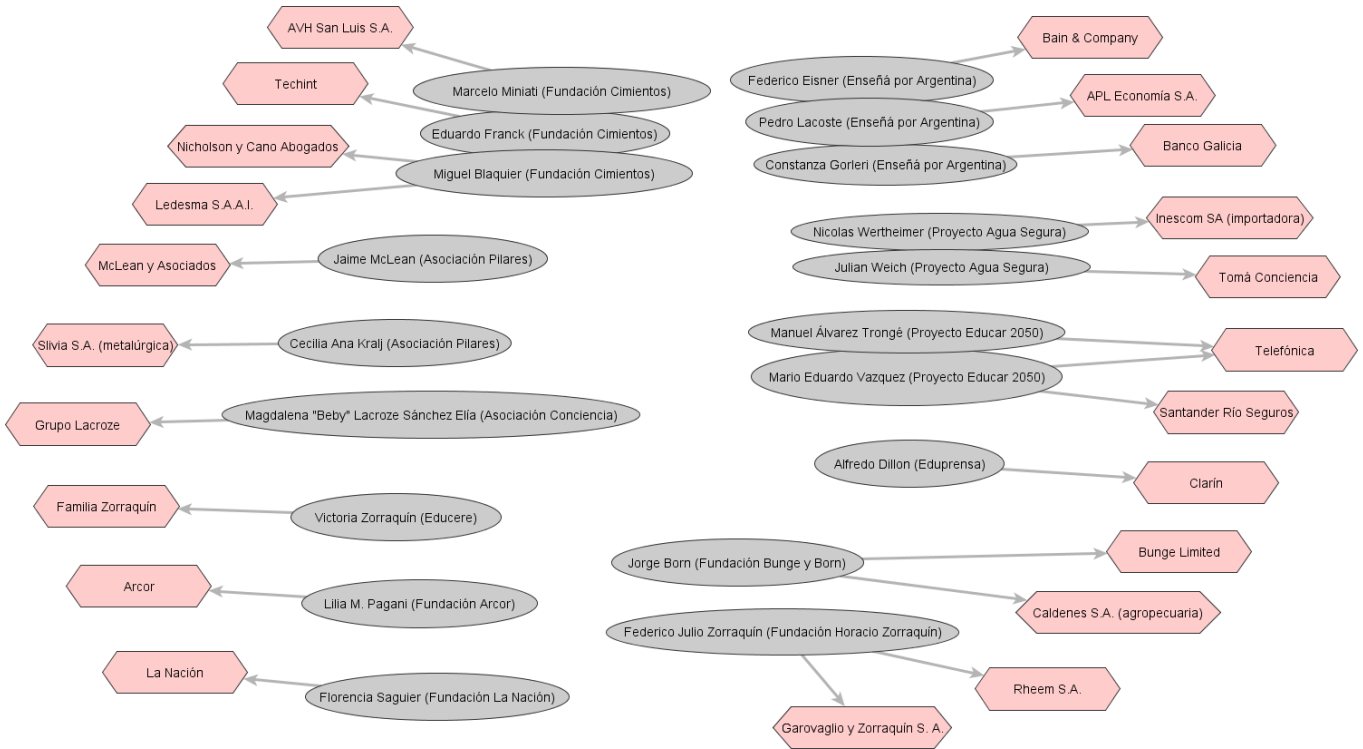 AVH San Luis S.A.
Techint
Marcelo Miniati (Fundación Cimientos)
Eduardo Franck (Fundación Cimientos)
Nicholson y Cano Abogados
Miguel Blaquier (Fundación Cimientos)
Ledesma S.A.A.I.
McLean y Asociados
Jaime McLean (Asociación Pilares)
Slivia S.A. (metalúrgica)
Cecilia Ana Kralj (Asociación Pilares)
Grupo Lacroze
Magdalena "Beby" Lacroze Sánchez Elía (Asociación Conciencia)
Familia Zorraquín
Victoria Zorraquín (Educere)
Arcor
Lilia M. Pagani (Fundación Arcor)
La Nación
Florencia Saguier (Fundación La Nación)
Bain & Company
Federico Eisner (Enseñá por Argentina)
APL Economía S.A.
Pedro Lacoste (Enseñá por Argentina)
Banco Galicia
Constanza Gorleri (Enseñá por Argentina)
Inescom SA (importadora)
Nicolas Wertheimer (Proyecto Agua Segura)
Julian Weich (Proyecto Agua Segura)
Tomá Conciencia
Manuel Álvarez Trongé (Proyecto Educar 2050)
Telefónica
Mario Eduardo Vazquez (Proyecto Educar 2050)
Santander Río Seguros
Alfredo Dillon (Eduprensa)
Clarín
Bunge Limited
Jorge Born (Fundación Bunge y Born)
Caldenes S.A. (agropecuaria)
Federico Julio Zorraquín (Fundación Horacio Zorraquín)
Rheem S.A.
Garovaglio y Zorraquín S. A.